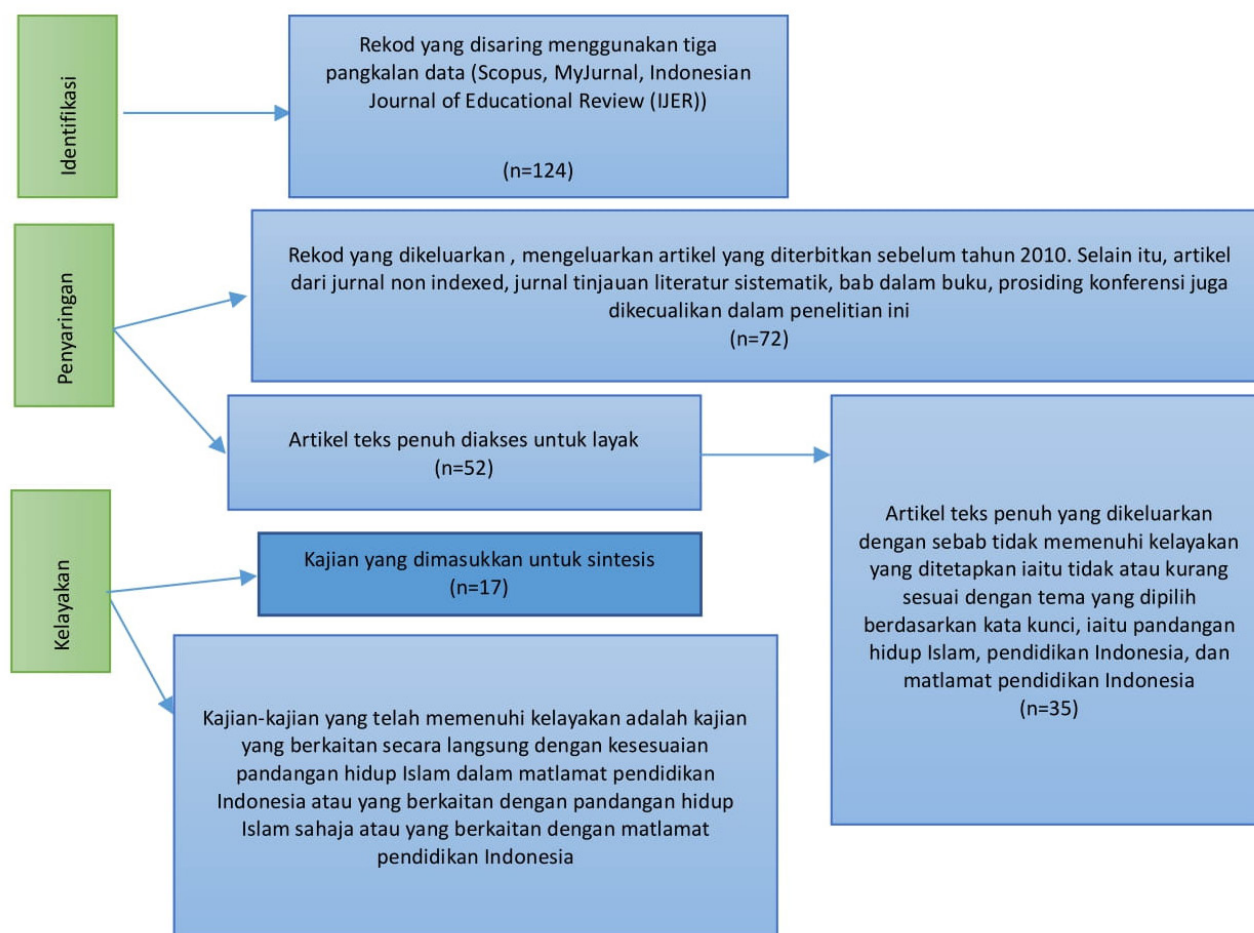 Identifikasi
Rekod yang disaring menggunakan tiga
pangkalan data (Scopus, MyJurnal, Indonesian
Journal of Educational Review (IJER))
(n=124)
Penyaringan
Rekod yang dikeluarkan , mengeluarkan artikel yang diterbitkan sebelum tahun 2010. Selain itu, artikel
dari jurnal non indexed, jurnal tinjauan literatur sistematik, bab dalam buku, prosiding konferensi juga
dikecualikan dalam penelitian ini
(n=72)
Artikel teks penuh diakses untuk layak
(n=52)
Artikel teks penuh yang dikeluarkan
dengan sebab tidak memenuhi kelayakan
yang ditetapkan iaitu tidak atau kurang
sesuai dengan tema yang dipilih
berdasarkan kata kunci, iaitu pandangan
hidup Islam, pendidikan Indonesia, dan
matlamat pendidikan Indonesia
(n=35)
Kelayakan
Kajian yang dimasukkan untuk sintesis
(n=17)
Kajian-kajian yang telah memenuhi kelayakan adalah kajian
yang berkaitan secara langsung dengan kesesuaian
pandangan hidup Islam dalam matlamat pendidikan
Indonesia atau yang berkaitan dengan pandangan hidup
Islam sahaja atau yang berkaitan dengan matlamat
pendidikan Indonesia